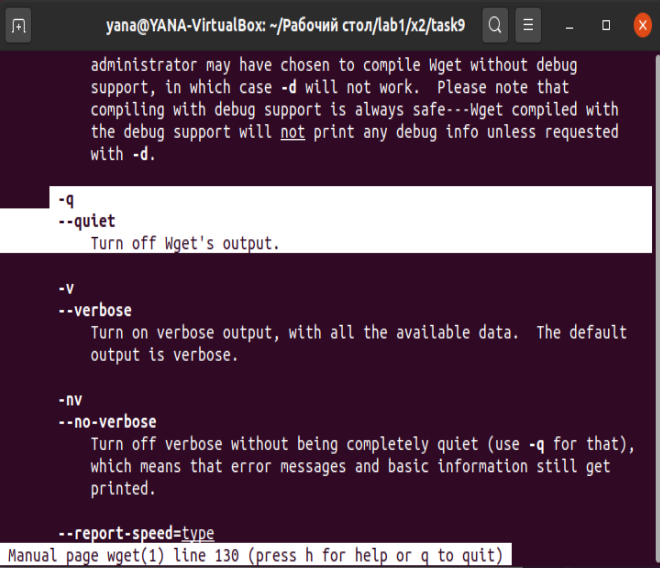 yana@YANA-VirtualBox: ~/Рабочий стол/lab1/x2/task9
administrator may have chosen to compile Wget without debug
support, in which case -d will not work.  Please note that
compiling with debug support is always safe---Wget compiled with
the debug support will not print any debug info unless requested
with -d.
-q
--quiet
Turn off Wget's output.
-v
--verbose
Turn on verbose output, with all the available data.  The default
output is verbose.
-nv
--no-verbose
Turn off verbose without being completely quiet (use -q for that),
which means that error messages and basic information still get
printed.
--report-speed=type
Manual page wget(1) line 130 (press h for help or q to quit)